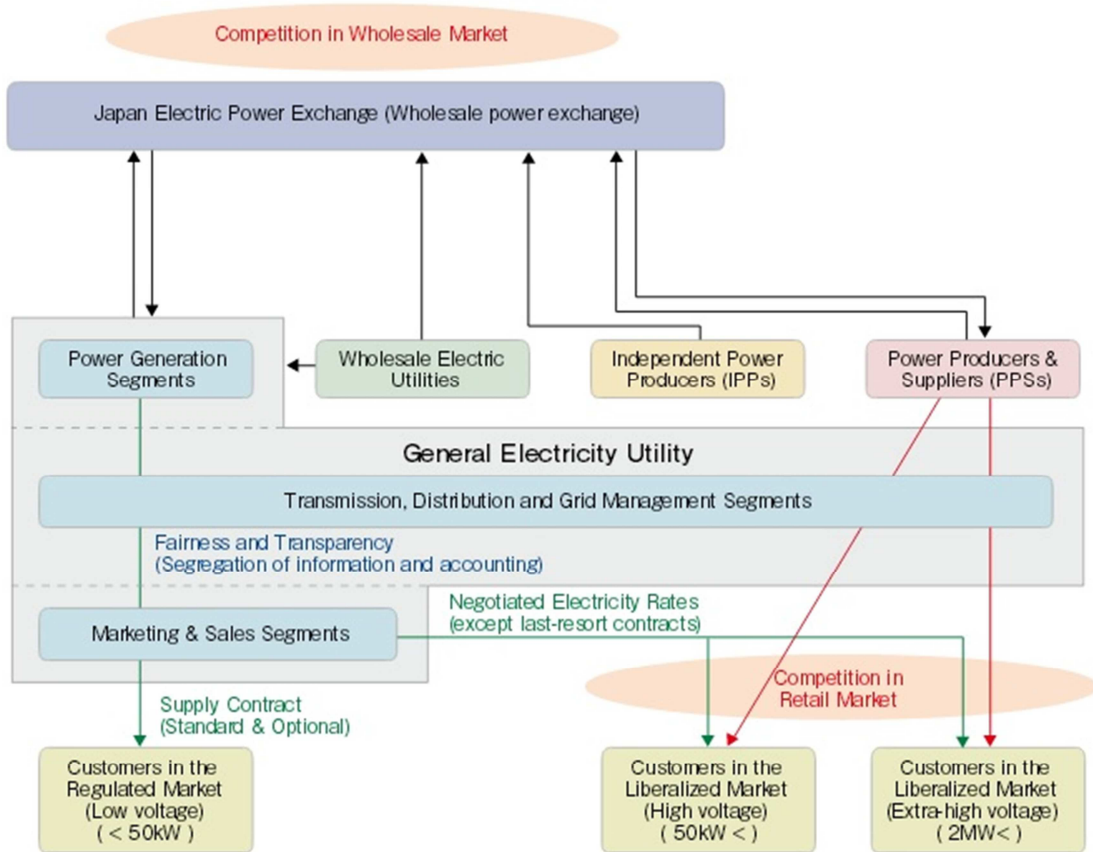 Competition in Wholesale Market
Japan Electric Power Exchange (Wholesale power exchange)
Power Generation
Segments
Wholesale Electric
Utilities
Independent Power
Producers (IPPs)
Power Producers &
Suppliers (PPSs)
General Electricity Utility
Transmission, Distribution and Grid Management Segments
Fairness and Transparency
(Segregation of information and accounting)
Marketing & Sales Segments
Negotiated Electricity Rates
(except last-resort contracts)
Competition in
Retail Market
Supply Contract
(Standard & Optional)
Customers in the
Regulated Market
(Low voltage)
( < 50kW )
Customers in the
Liberalized Market
(High voltage)
( 50kW < )
Customers in the
Liberalized Market
(Extra-high voltage)
( 2MW< )